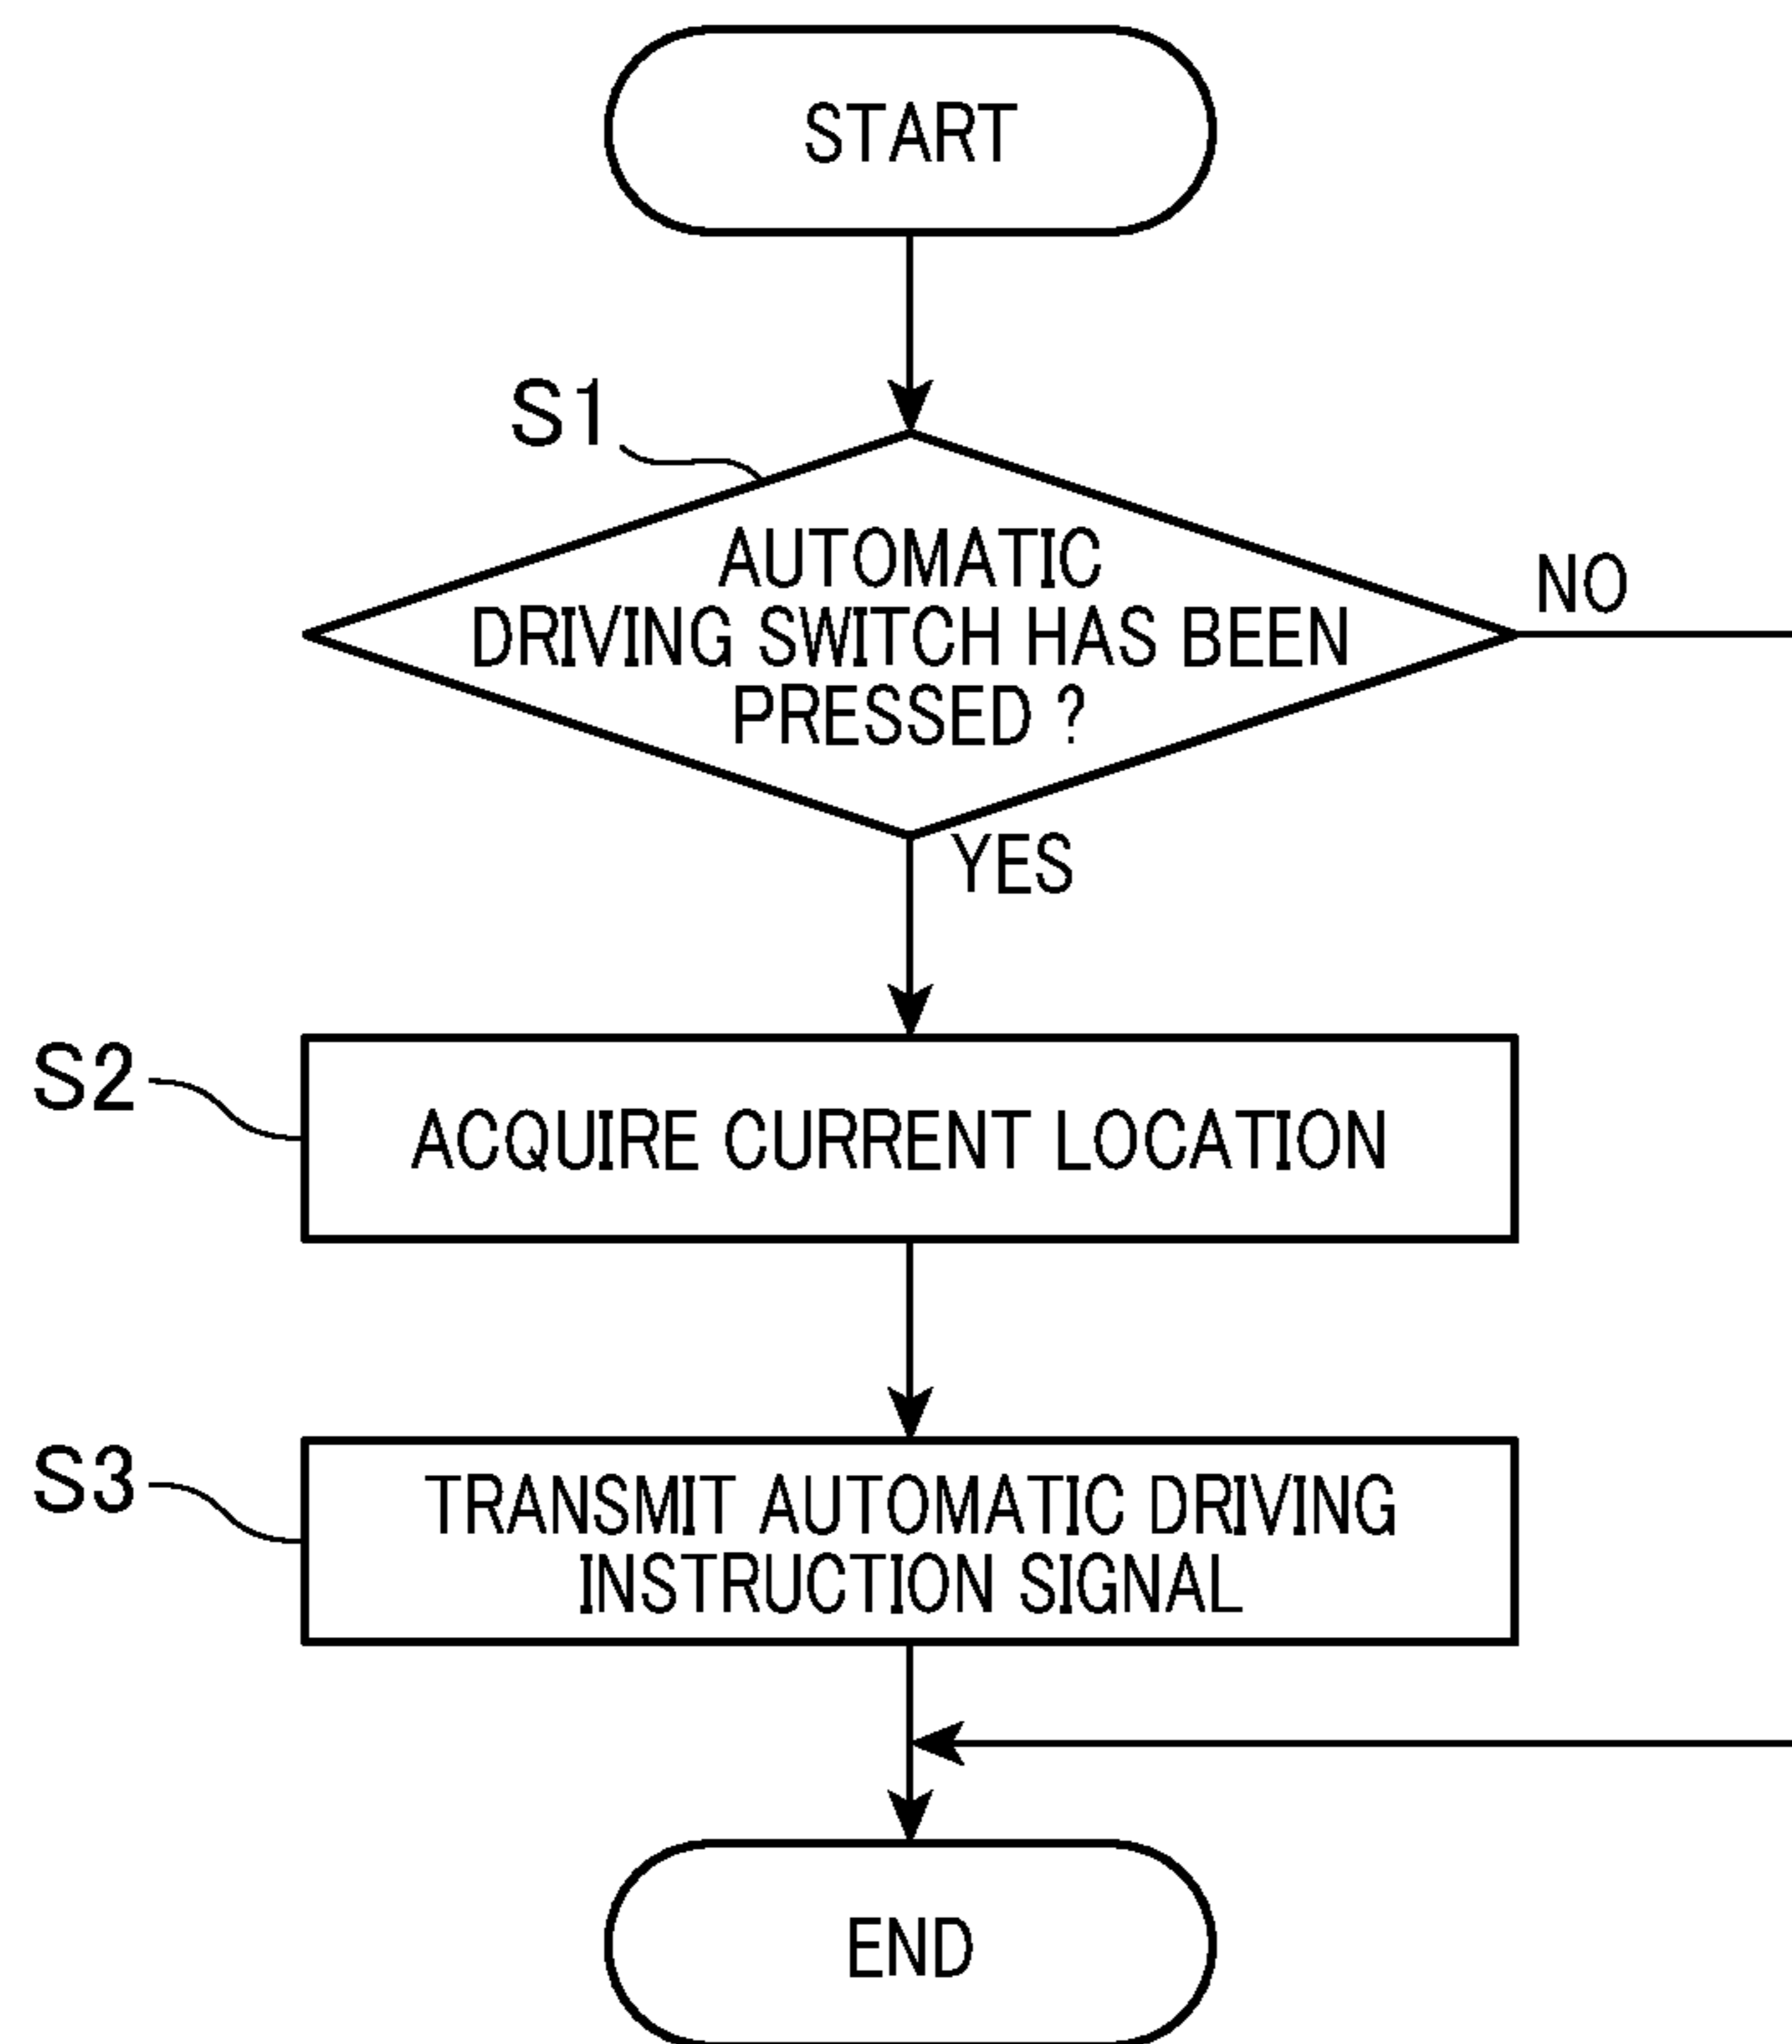 START
S1
AUTOMATIC
DRIVING SWITCH HAS BEEN
PRESSED ?
NO
YES
S2
ACQUIRE CURRENT LOCATION
S3
TRANSMIT AUTOMATIC DRIVING
INSTRUCTION SIGNAL
END